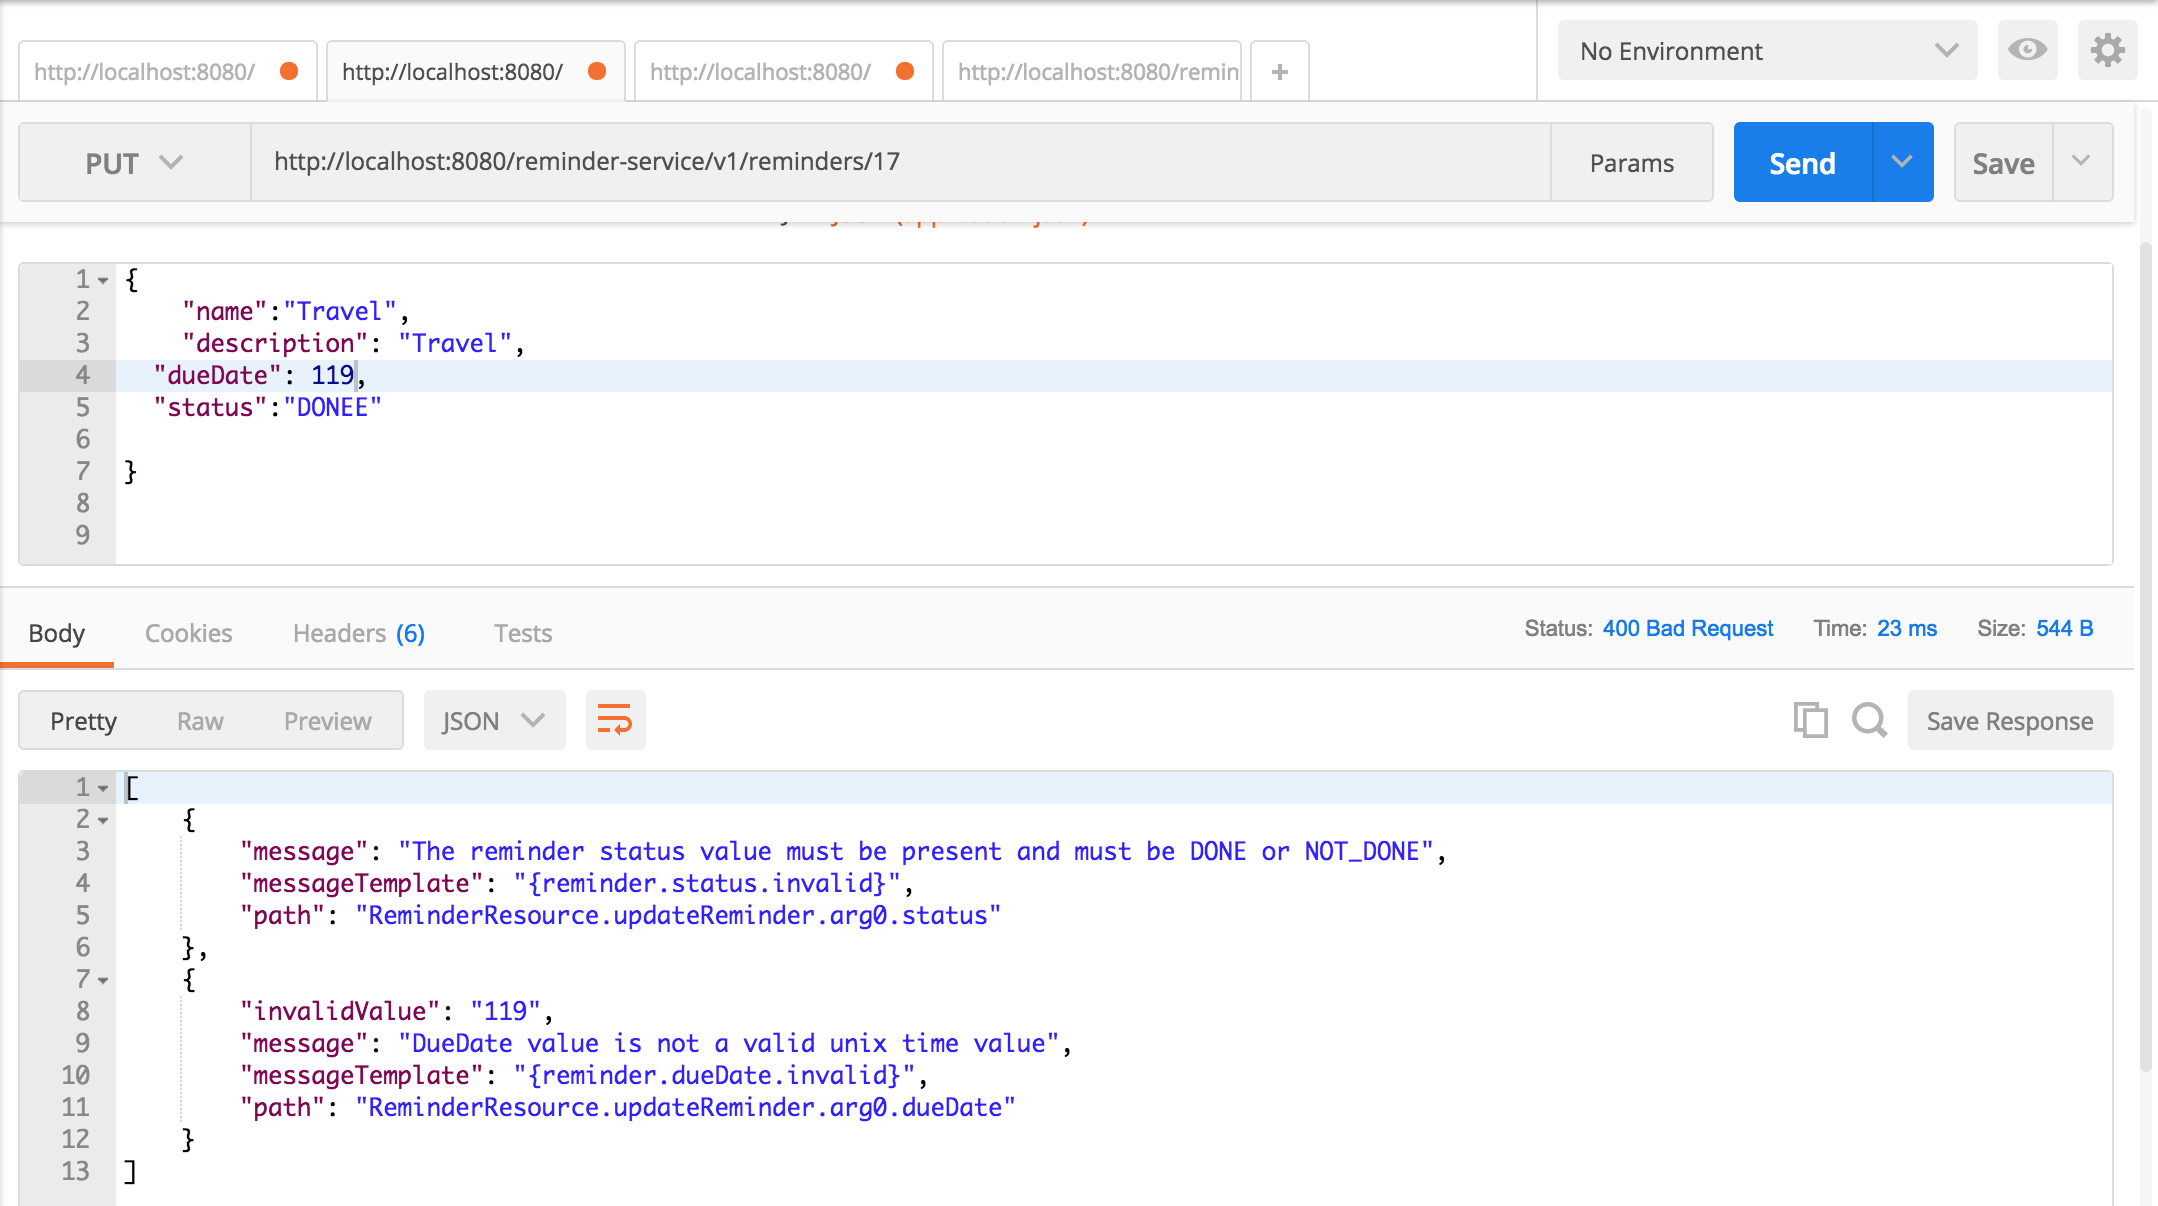 http://localhost:8080/
http://localhost:8080/
http://localhost:8080/
http://localhost:8080/remin
+
No Environment
PUT
http://localhost:8080/reminder-service/v1/reminders/17
Params
Send
Save
1 {
2 "name":"Travel",
3 "description": "Travel",
4 "dueDate": 119,
5 "status":"DONEE"
6
7 }
8
9
Body
Cookies
Headers (6)
Tests
Status: 400 Bad Request
Time: 23 ms
Size: 544 B
Pretty
Raw
Preview
JSON
Save Response
1 [
2 {
3 "message": "The reminder status value must be present and must be DONE or NOT_DONE",
4 "messageTemplate": "{reminder.status.invalid}",
5 "path": "ReminderResource.updateReminder.arg0.status"
6 },
7 {
8 "invalidValue": "119",
9 "message": "DueDate value is not a valid unix time value",
10 "messageTemplate": "{reminder.dueDate.invalid}",
11 "path": "ReminderResource.updateReminder.arg0.dueDate"
12 }
13 ]